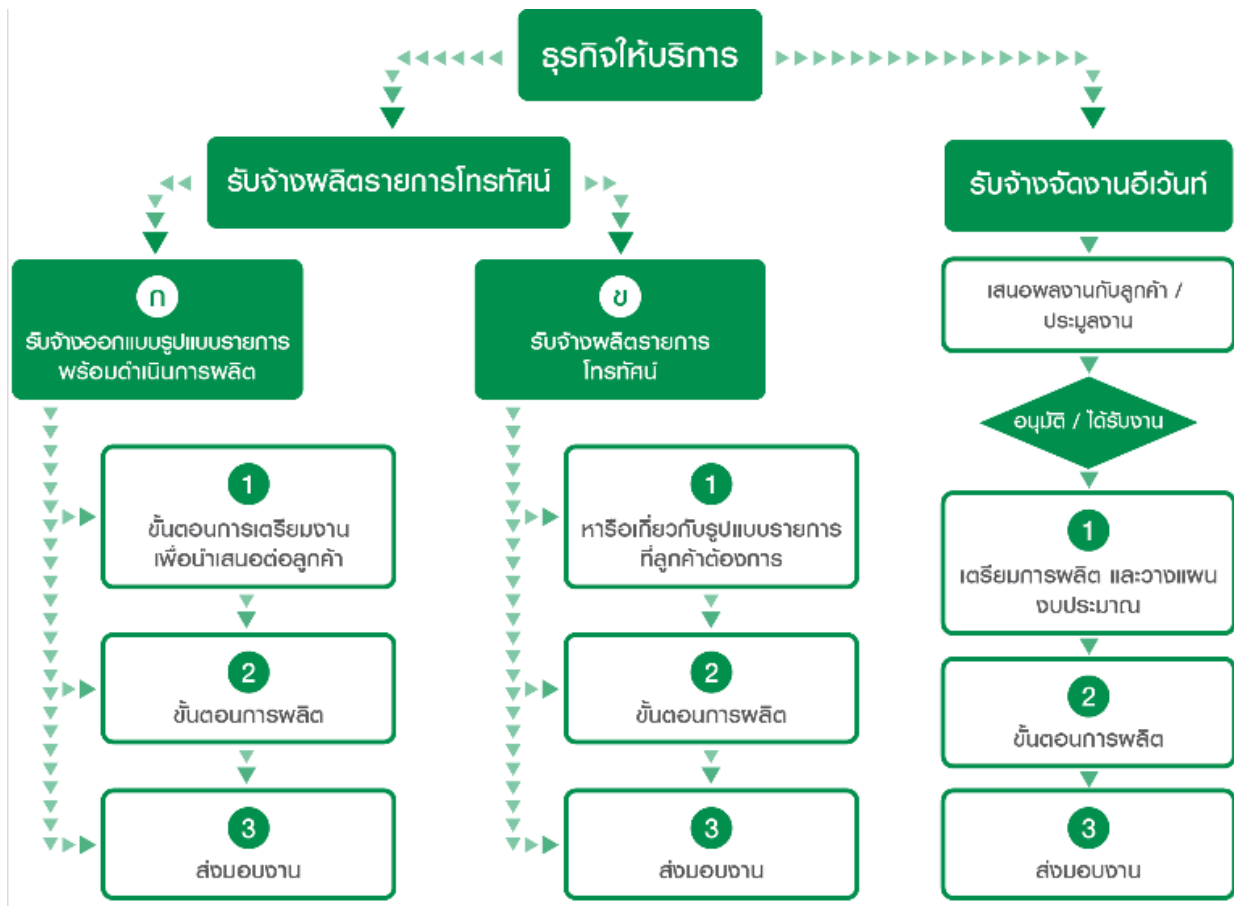 ธุรกิจให้บริการ
รับจ้างผลิตรายการโทรทัศน์
ก
รับจ้างออกแบบรูปแบบรายการ
พร้อมดำเนินการผลิต
1
ขั้นตอนการเตรียมงาน
เพื่อนำเสนอต่อลูกค้า
2
ขั้นตอนการผลิต
3
ส่งมอบงาน
ข
รับจ้างผลิตรายการ
โทรทัศน์
1
หารือเกี่ยวกับรูปแบบรายการ
ที่ลูกค้าต้องการ
2
ขั้นตอนการผลิต
3
ส่งมอบงาน
รับจ้างจัดงานอีเว้นท์
เสนอผลงานกับลูกค้า /
ประมูลงาน
อนุมัติ / ได้รับงาน
1
เตรียมการผลิต และวางแผน
งบประมาณ
2
ขั้นตอนการผลิต
3
ส่งมอบงาน